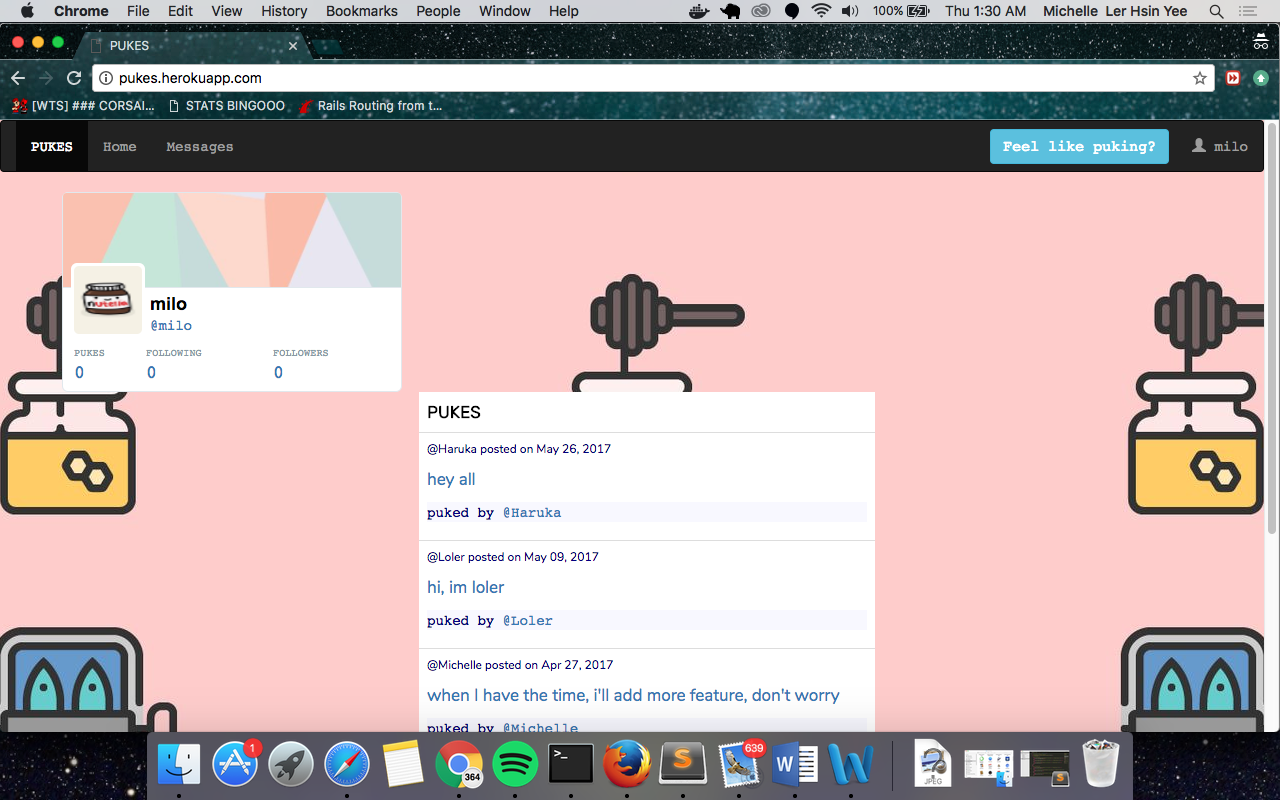 Chrome File Edit View History Bookmarks People Window Help 100% Thu 1:30 AM Michelle Ler Hsin Yee
PUKES
pukes.herokuapp.com
[WTS] ### CORSAI... STATS BINGOOO Rails Routing from t...
PUKES Home Messages Feel like puking? milo
nutella
milo
@milo
PUKES FOLLOWING FOLLOWERS
0 0 0
PUKES
@Haruka posted on May 26, 2017
hey all
puked by @Haruka
@Loler posted on May 09, 2017
hi, im loler
puked by @Loler
@Michelle posted on Apr 27, 2017
when I have the time, i'll add more feature, don't worry
puked by @Michelle
1 364 >_ S 639 W W JPEG S